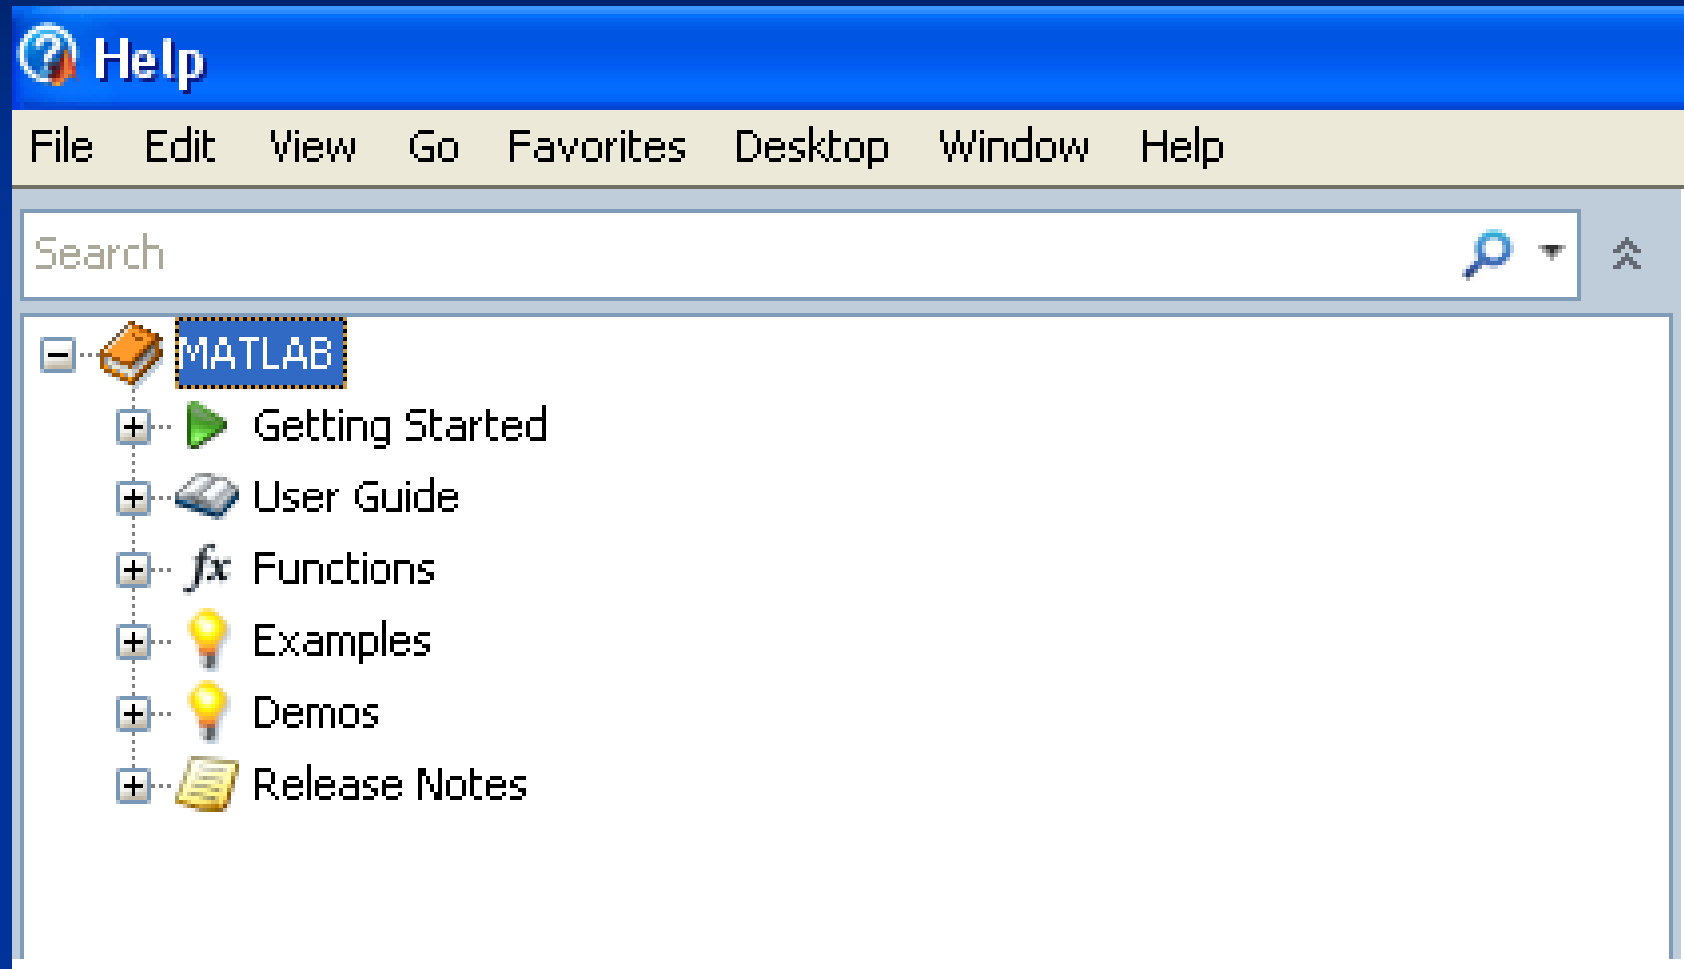 Help
File Edit View Go Favorites Desktop Window Help
Search
MATLAB
Getting Started
User Guide
fx Functions
Examples
Demos
Release Notes